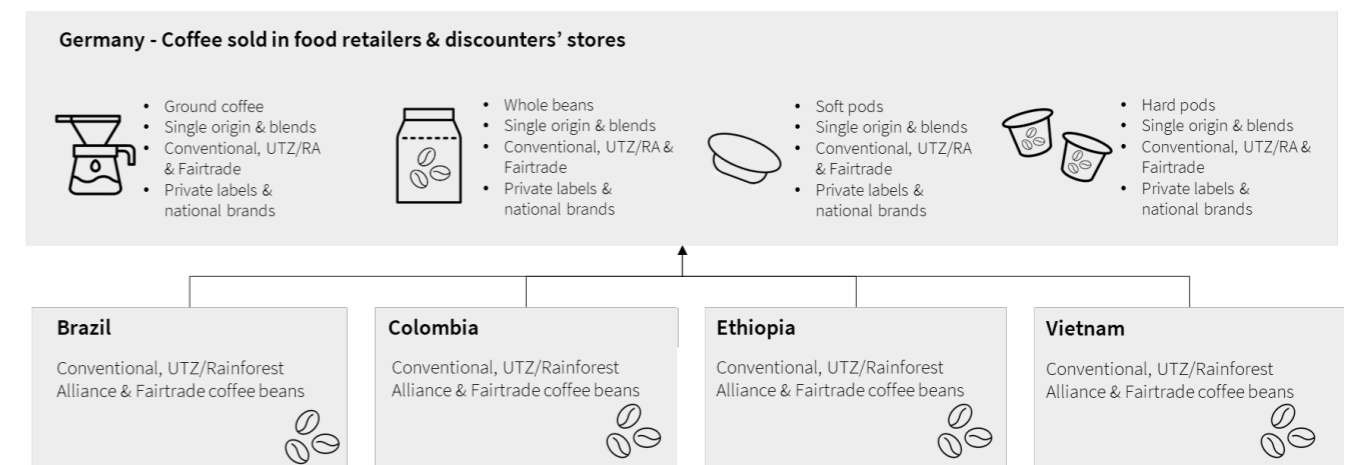 Germany - Coffee sold in food retailers & discounters’ stores
• Ground coffee
• Single origin & blends
• Conventional, UTZ/RA
& Fairtrade
• Private labels &
national brands
• Whole beans
• Single origin & blends
• Conventional, UTZ/RA &
Fairtrade
• Private labels &
national brands
• Soft pods
• Single origin & blends
• Conventional, UTZ/RA
& Fairtrade
• Private labels &
national brands
• Hard pods
• Single origin & blends
• Conventional, UTZ/RA &
Fairtrade
• Private labels &
national brands
Brazil
Conventional, UTZ/Rainforest
Alliance & Fairtrade coffee beans
Colombia
Conventional, UTZ/Rainforest
Alliance & Fairtrade coffee beans
Ethiopia
Conventional, UTZ/Rainforest
Alliance & Fairtrade coffee beans
Vietnam
Conventional, UTZ/Rainforest
Alliance & Fairtrade coffee beans